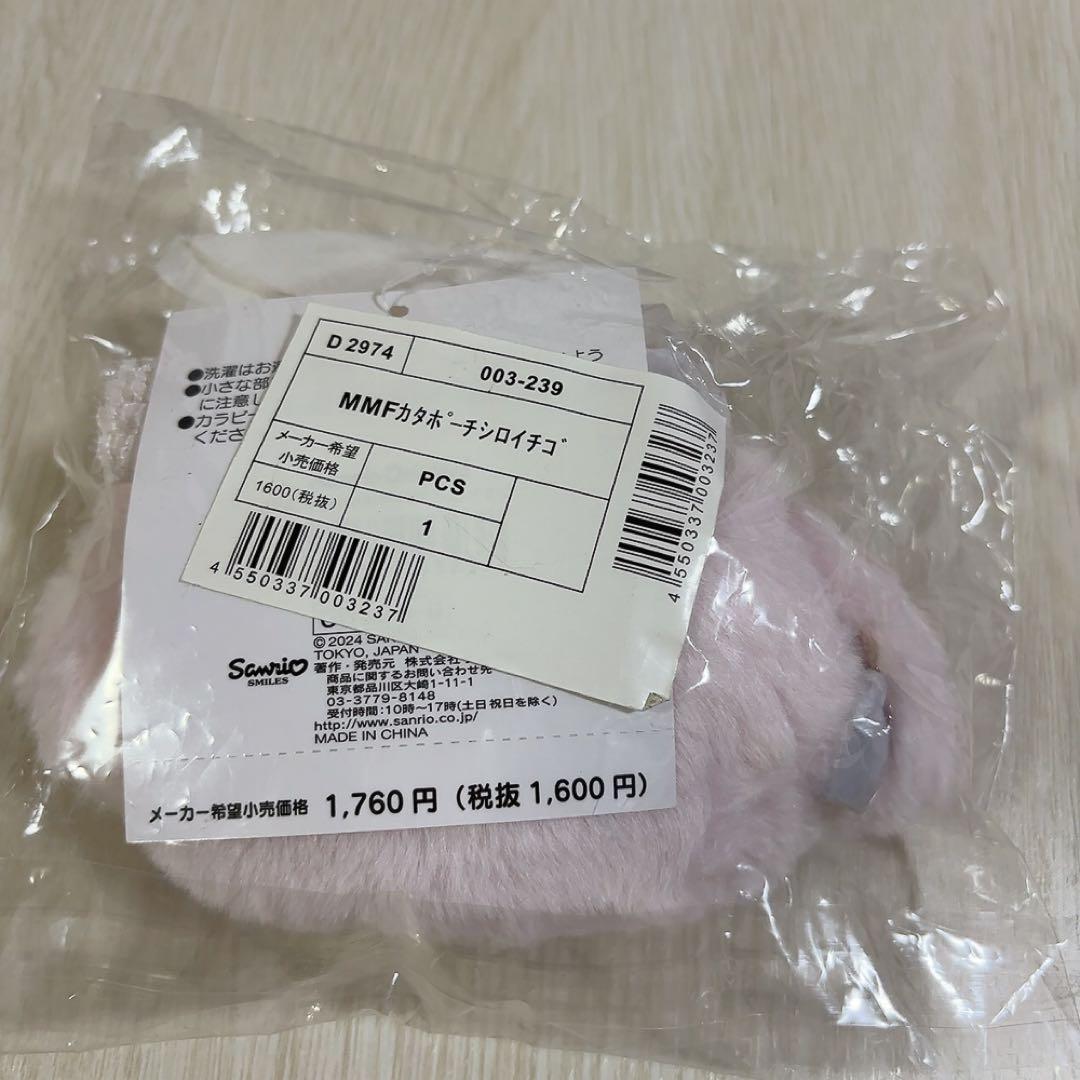 D 2974
003-239
MMFカタポーチシロイチゴ
メーカー希望
小売価格
PCS
1600(税抜)
1
4 550337 003237
4 550337 003237
よう
●洗濯はお
●小さな部
に注意し
●カラビ
くださ
© 2024 SAN
TOKYO, JAPAN
Sanrio
SMILES
著作・発売元 株式会社
商品に関するお問い合わせ先
東京都品川区大崎1-11-1
03-3779-8148
受付時間:10時~17時(土日祝日を除く)
http://www.sanrio.co.jp/
MADE IN CHINA
メーカー希望小売価格 1,760円(税抜1,600円)